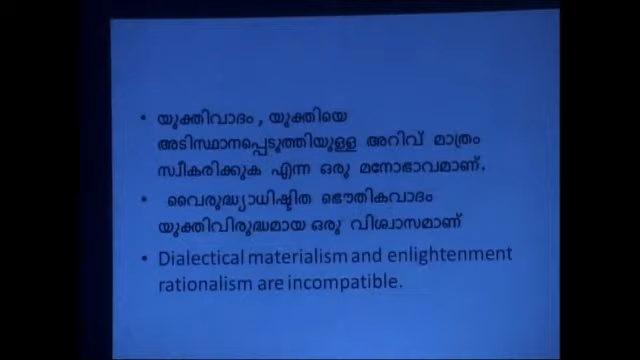 • യുക്തിവാദം , യുക്തിയെ
അടിസ്ഥാനപ്പെടുത്തിയുള്ള അറിവ് മാത്രം
സ്വീകരിക്കുക എന്ന ഒരു മനോഭാവമാണ്.
• വൈരുദ്ധ്യാധിഷ്ടിത ഭൌതികവാദം
യുക്തിവിരുദ്ധമായ ഒരു വിശ്വാസമാണ്
• Dialectical materialism and enlightenment
rationalism are incompatible.